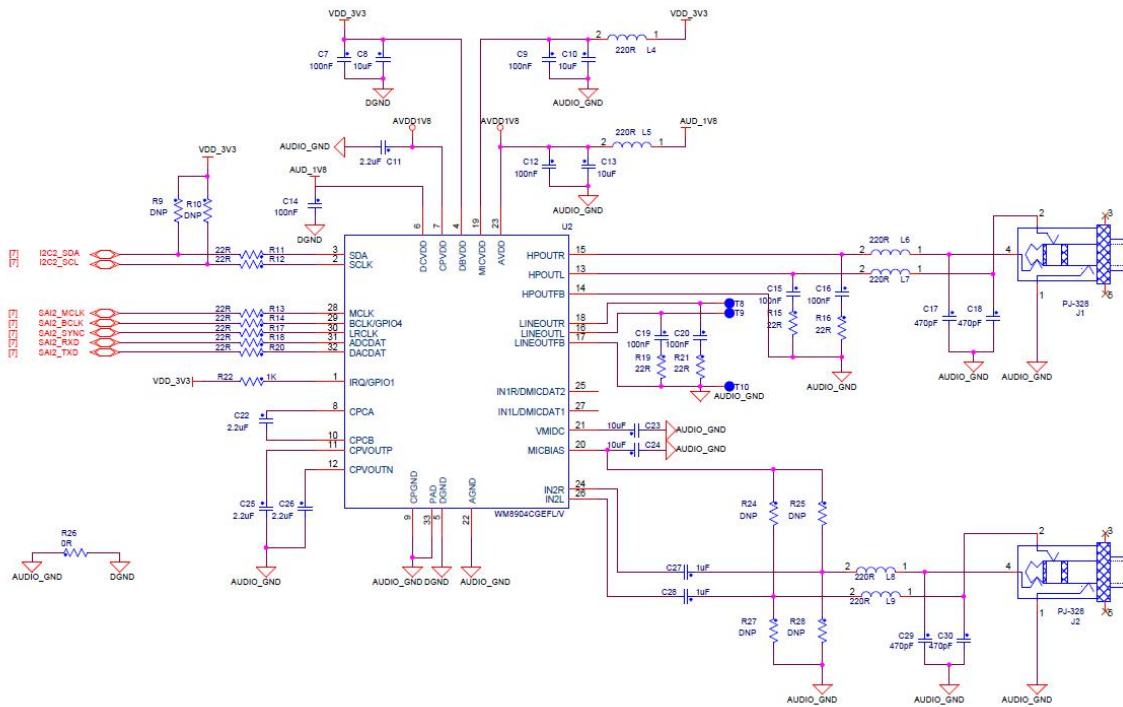 VDD_3V3
VDD_3V3
C7
100nF
C8
10uF
C9
100nF
C10
10uF
2
1
220R
L4
DGND
AUDIO_GND
AVDD1V8
AVDD1V8
220R L5
AUD_1V8
2
1
AUDIO_GND
2.2uF C11
VDD_3V3
AUD_1V8
C12
100nF
C13
10uF
R9
DNP
R10
DNP
C14
100nF
AUDIO_GND
DGND
6
7
4
19
23
U2
DCVDD
CPVDD
DBVDD
MICVDD
AVDD
[7] I2C2_SDA 22R R11 3 SDA
[7] I2C2_SCL 22R R12 2 SCLK
[7] SAI2_MCLK 22R R13 28 MCLK
[7] SAI2_BCLK 22R R14 29 BCLK/GPIO4
[7] SAI2_SYNC 22R R17 30 LRCLK
[7] SAI2_RXD 22R R18 31 ADCDAT
[7] SAI2_TXD 22R R20 32 DACDAT
VDD_3V3 R22 1K 1 IRQ/GPIO1
C22
2.2uF
8 CPCA
10 CPCB
11 CPVOUTP
12 CPVOUTN
C25
2.2uF
C26
2.2uF
AUDIO_GND
R26
0R
AUDIO_GND
DGND
CPGND
PAD
DGND
AGND
9
33
5
22
AUDIO_GND
DGND
AUDIO_GND
WM8904CGEFL/V
HPOUTR 15
HPOUTL 13
HPOUTFB 14
LINEOUTR 18
LINEOUTL 16
LINEOUTFB 17
IN1R/DMICDAT2 25
IN1L/DMICDAT1 27
VMIDC 21
MICBIAS 20
IN2R 24
IN2L 26
T8
T9
T10
C19
100nF
C20
100nF
R19
22R
R21
22R
AUDIO_GND
C15
100nF
C16
100nF
R15
22R
R16
22R
AUDIO_GND
220R L6
2
1
220R L7
2
1
C17
470pF
C18
470pF
AUDIO_GND
2
3
4
1
5
PJ-328
J1
AUDIO_GND
10uF C23 AUDIO_GND
10uF C24 AUDIO_GND
R24
DNP
R25
DNP
C27 1uF
C28 1uF
R27
DNP
R28
DNP
AUDIO_GND
2
220R L8
1
2
220R L9
1
C29
470pF
C30
470pF
AUDIO_GND
2
3
4
1
5
PJ-328
J2
AUDIO_GND